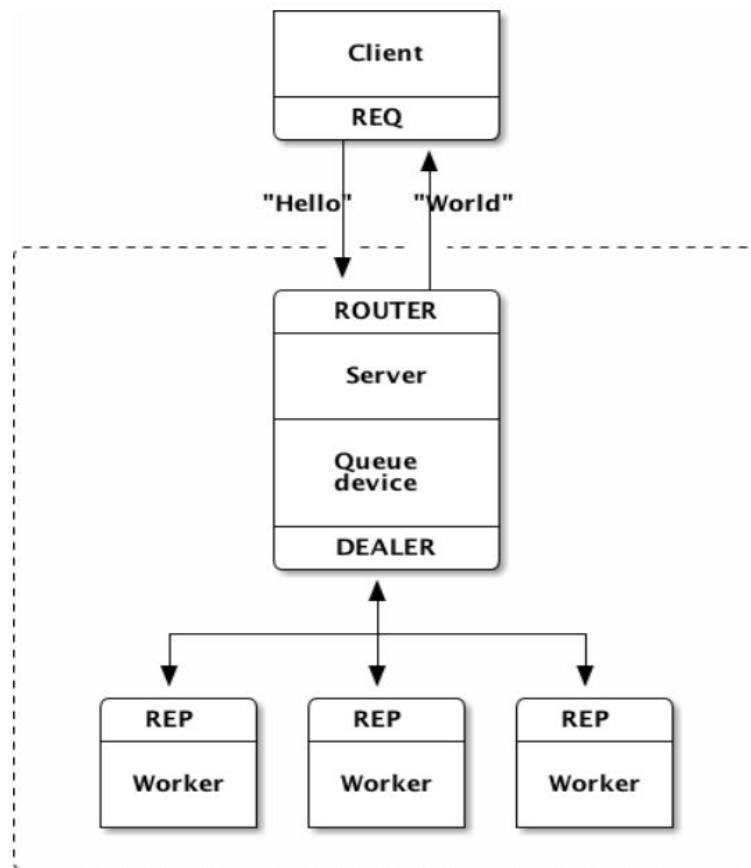 Client
REQ
"Hello" "World"
ROUTER
Server
Queue
device
DEALER
REP REP REP
Worker Worker Worker